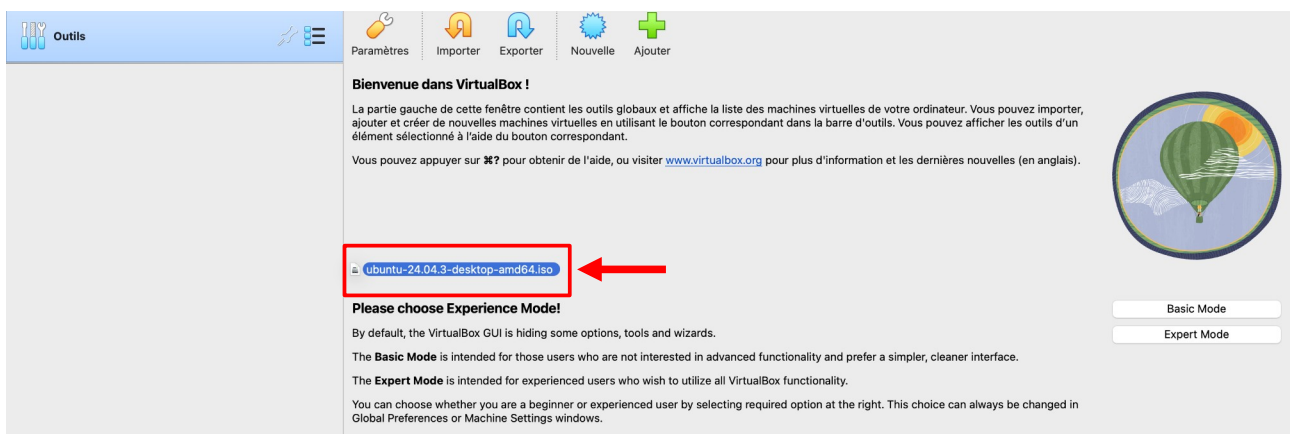 Outils
Paramètres
Importer
Exporter
Nouvelle
Ajouter
Bienvenue dans VirtualBox !
La partie gauche de cette fenêtre contient les outils globaux et affiche la liste des machines virtuelles de votre ordinateur. Vous pouvez importer,
ajouter et créer de nouvelles machines virtuelles en utilisant le bouton correspondant dans la barre d'outils. Vous pouvez afficher les outils d’un
élément sélectionné à l’aide du bouton correspondant.
Vous pouvez appuyer sur ⌘? pour obtenir de l'aide, ou visiter www.virtualbox.org pour plus d'information et les dernières nouvelles (en anglais).
ubuntu-24.04.3-desktop-amd64.iso
Please choose Experience Mode!
By default, the VirtualBox GUI is hiding some options, tools and wizards.
The Basic Mode is intended for those users who are not interested in advanced functionality and prefer a simpler, cleaner interface.
The Expert Mode is intended for experienced users who wish to utilize all VirtualBox functionality.
You can choose whether you are a beginner or experienced user by selecting required option at the right. This choice can always be changed in
Global Preferences or Machine Settings windows.
Basic Mode
Expert Mode